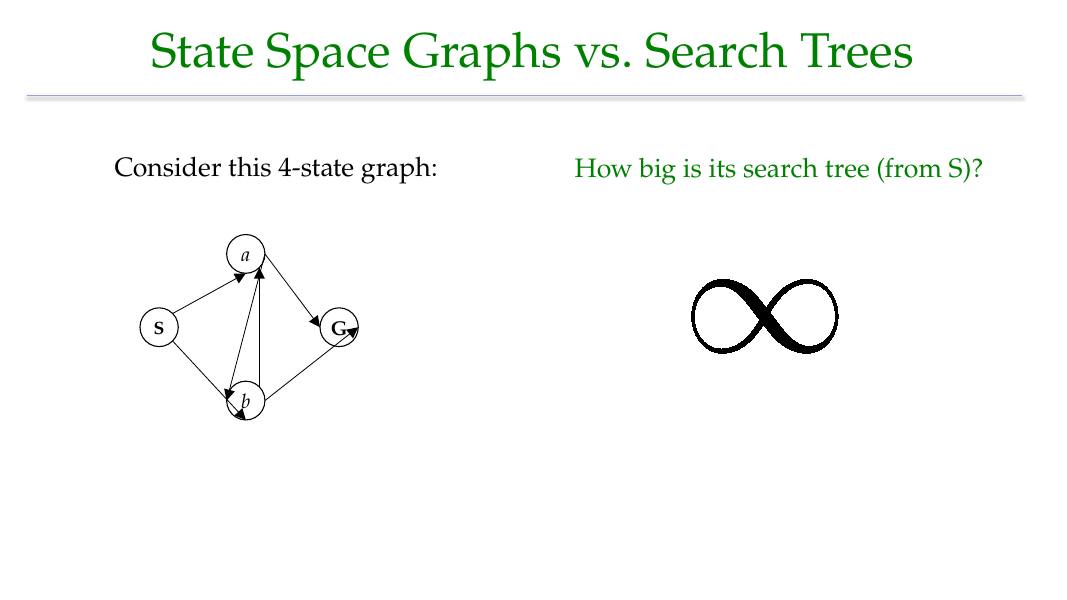 State Space Graphs vs. Search Trees
Consider this 4-state graph:
How big is its search tree (from S)?
a
S
G
b
∞